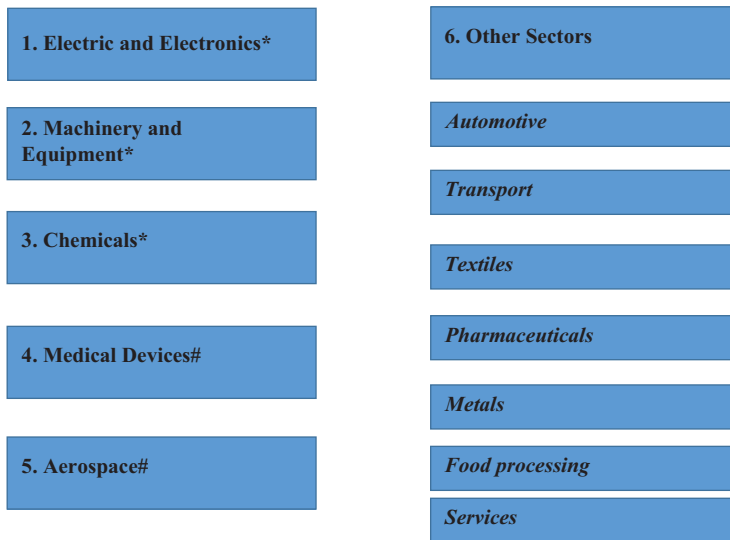 1. Electric and Electronics*
2. Machinery and
Equipment*
3. Chemicals*
4. Medical Devices#
5. Aerospace#
6. Other Sectors
Automotive
Transport
Textiles
Pharmaceuticals
Metals
Food processing
Services